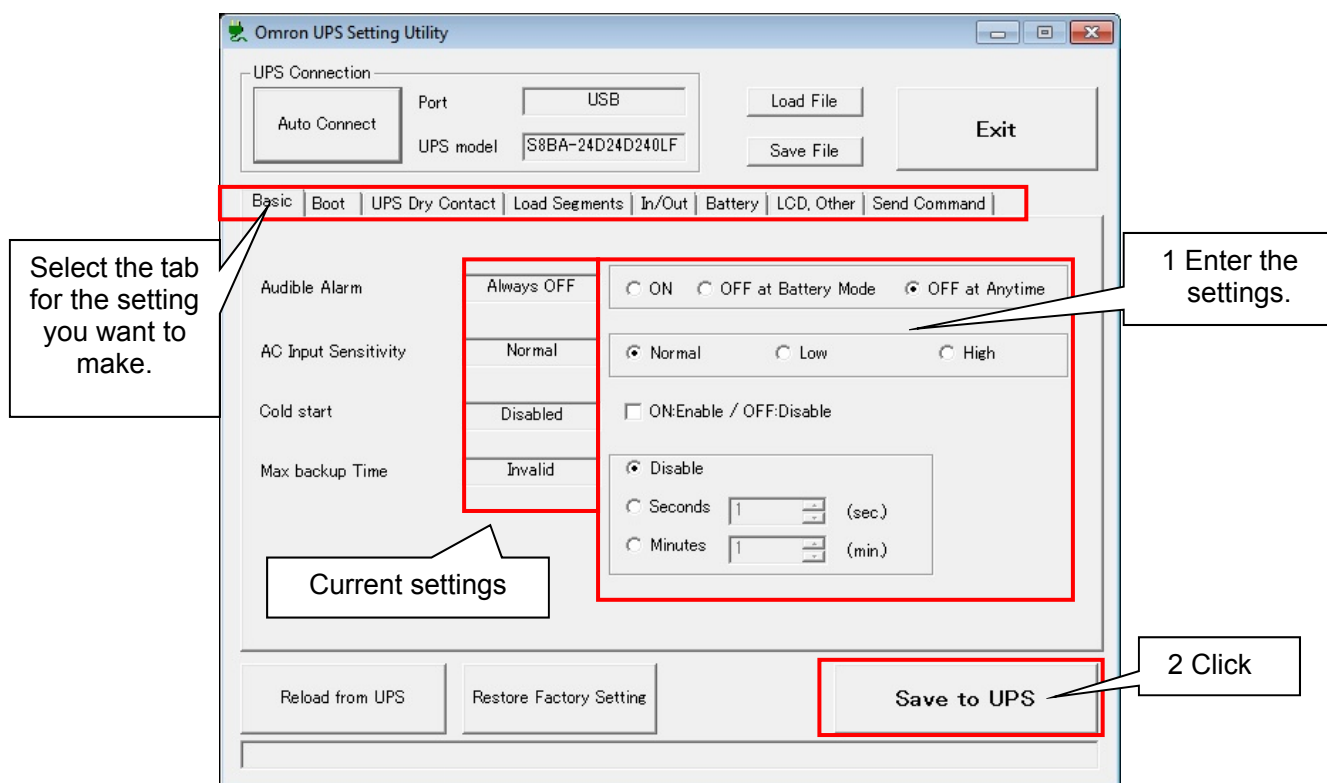 Omron UPS Setting Utility
UPS Connection
Auto Connect
Port
USB
UPS model
S8BA-24D24D240LF
Load File
Save File
Exit
Basic Boot UPS Dry Contact Load Segments In/Out Battery LCD, Other Send Command
Select the tab
for the setting
you want to
make.
1 Enter the
settings.
Audible Alarm
Always OFF
ON OFF at Battery Mode OFF at Anytime
AC Input Sensitivity
Normal
Normal Low High
Cold start
Disabled
ON:Enable / OFF:Disable
Max backup Time
Invalid
Disable
Seconds 1 (sec.)
Minutes 1 (min.)
Current settings
Reload from UPS
Restore Factory Setting
Save to UPS
2 Click